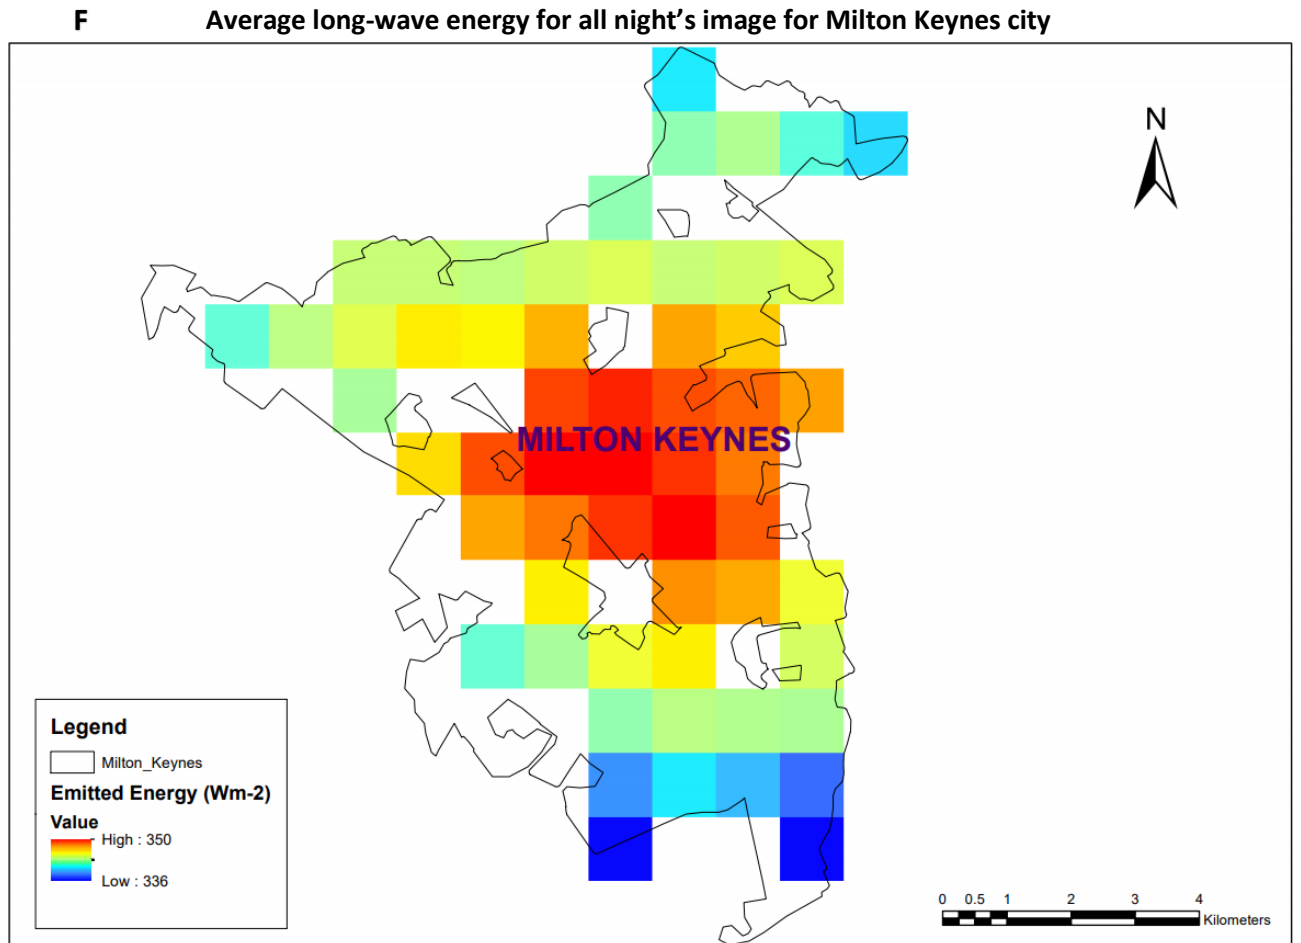 F Average long-wave energy for all night’s image for Milton Keynes city
N
MILTON KEYNES
Legend
Milton_Keynes
Emitted Energy (Wm-2)
Value
High : 350
Low : 336
0 0.5 1 2 3 4
Kilometers